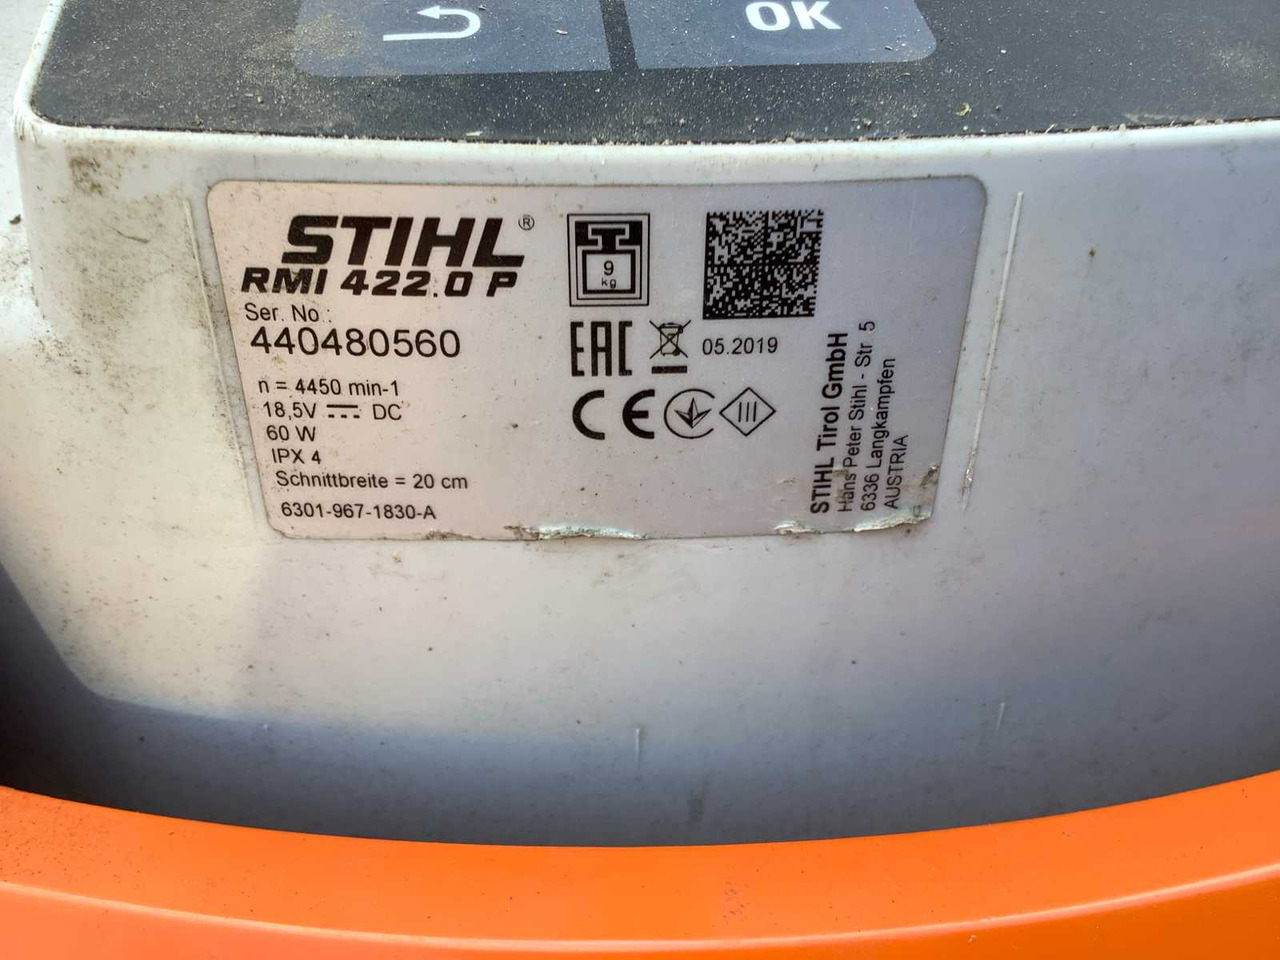 OK
STIHL®
RMI 422.0 P
Ser. No.:
440480560
n = 4450 min-1
18,5V DC
60 W
IPX 4
Schnittbreite = 20 cm
6301-967-1830-A
9
kg
EAC
05.2019
CE
III
STIHL Tirol GmbH
Hans Peter Stihl - Str 5
6336 Langkampfen
AUSTRIA